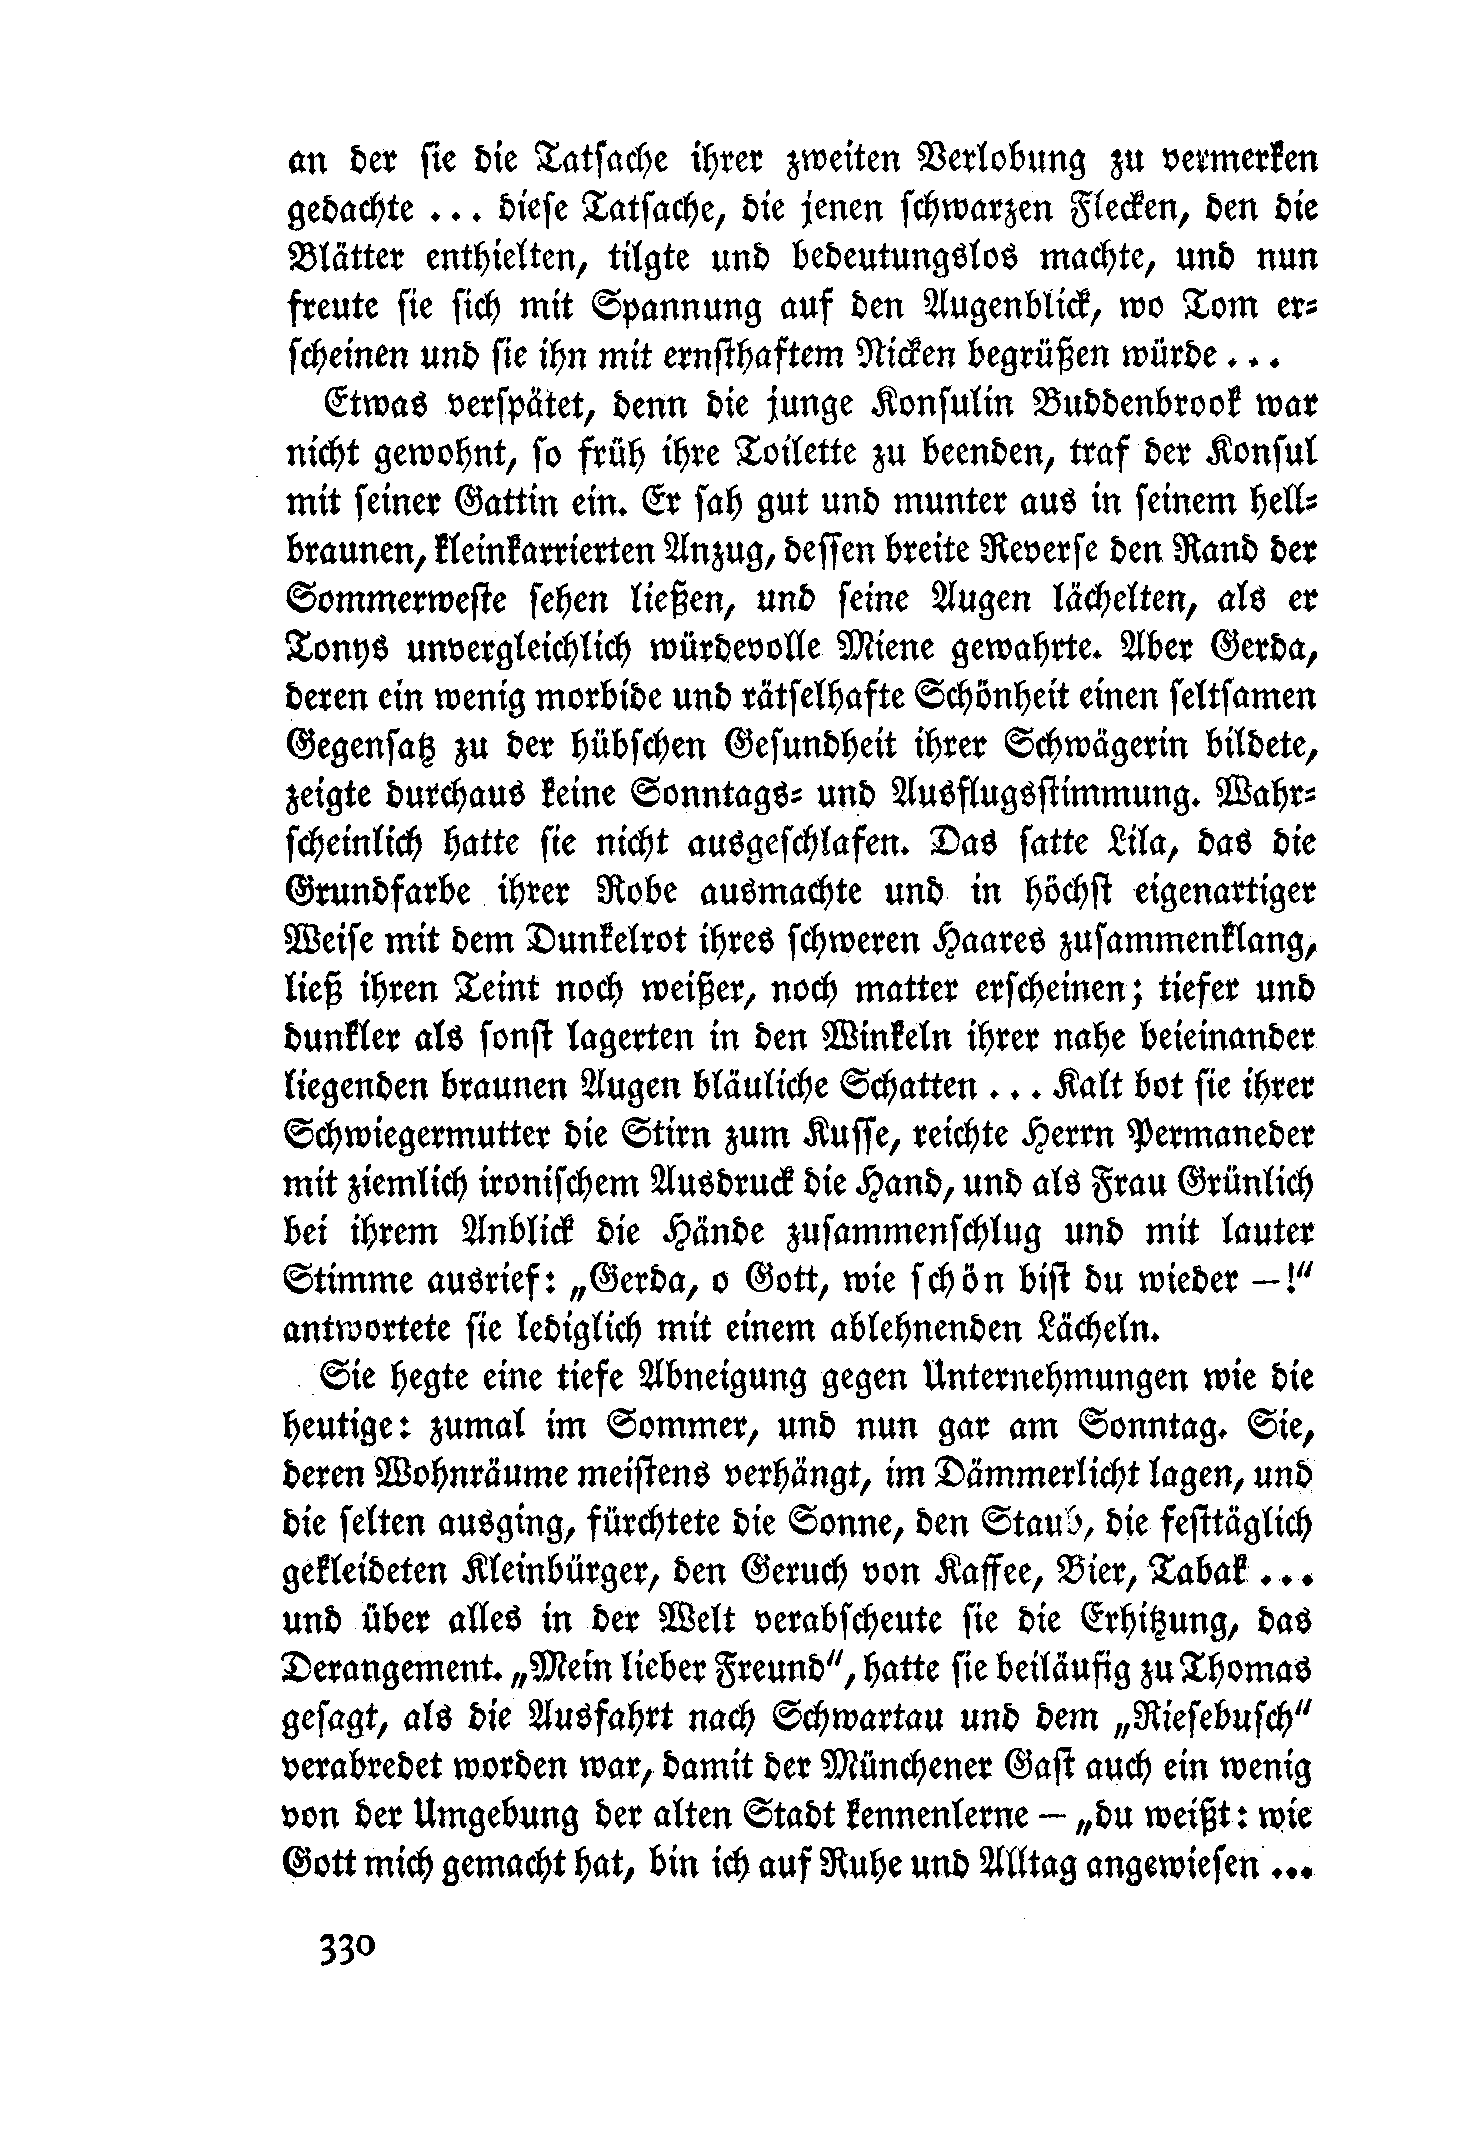 an der sie die Tatsache ihrer zweiten Verlobung zu vermerken
gedachte ... diese Tatsache, die jenen schwarzen Flecken, den die
Blätter enthielten, tilgte und bedeutungslos machte, und nun
freute sie sich mit Spannung auf den Augenblick, wo Tom er-
scheinen und sie ihn mit ernsthaftem Nicken begrüßen würde ...
Etwas verspätet, denn die junge Konsulin Buddenbrook war
nicht gewohnt, so früh ihre Toilette zu beenden, traf der Konsul
mit seiner Gattin ein. Er sah gut und munter aus in seinem hell-
braunen, kleinkarrierten Anzug, dessen breite Reverse den Rand der
Sommerweste sehen ließen, und seine Augen lächelten, als er
Tonys unvergleichlich würdevolle Miene gewahrte. Aber Gerda,
deren ein wenig morbide und rätselhafte Schönheit einen seltsamen
Gegensatz zu der hübschen Gesundheit ihrer Schwägerin bildete,
zeigte durchaus keine Sonntags- und Ausflugsstimmung. Wahr-
scheinlich hatte sie nicht ausgeschlafen. Das satte Lila, das die
Grundfarbe ihrer Robe ausmachte und in höchst eigenartiger
Weise mit dem Dunkelrot ihres schweren Haares zusammenklang,
ließ ihren Teint noch weißer, noch matter erscheinen; tiefer und
dunkler als sonst lagerten in den Winkeln ihrer nahe beieinander
liegenden braunen Augen bläuliche Schatten ... Kalt bot sie ihrer
Schwiegermutter die Stirn zum Kusse, reichte Herrn Permaneder
mit ziemlich ironischem Ausdruck die Hand, und als Frau Grünlich
bei ihrem Anblick die Hände zusammenschlug und mit lauter
Stimme ausrief: „Gerda, o Gott, wie schön bist du wieder —!“
antwortete sie lediglich mit einem ablehnenden Lächeln.
Sie hegte eine tiefe Abneigung gegen Unternehmungen wie die
heutige: zumal im Sommer, und nun gar am Sonntag. Sie,
deren Wohnräume meistens verhängt, im Dämmerlicht lagen, und
die selten ausging, fürchtete die Sonne, den Staub, die festtäglich
gekleideten Kleinbürger, den Geruch von Kaffee, Bier, Tabak ...
und über alles in der Welt verabscheute sie die Erhitzung, das
Derangement. „Mein lieber Freund“, hatte sie beiläufig zu Thomas
gesagt, als die Ausfahrt nach Schwartau und dem „Riesebusch“
verabredet worden war, damit der Münchener Gast auch ein wenig
von der Umgebung der alten Stadt kennenlerne — „du weißt: wie
Gott mich gemacht hat, bin ich auf Ruhe und Alltag angewiesen ...
330